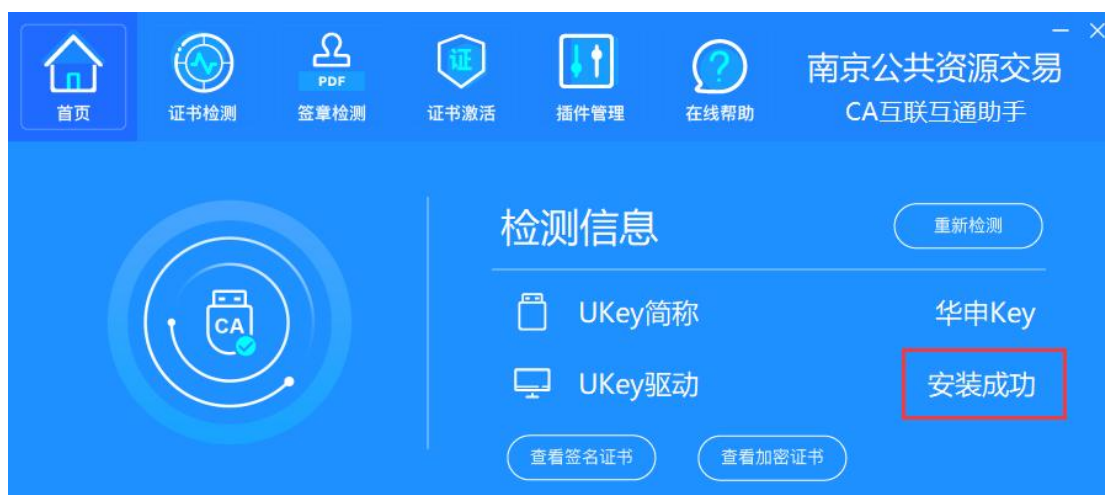 首页
证书检测
PDF
签章检测
证
证书激活
插件管理
?
在线帮助
南京公共资源交易
CA互联互通助手
CA
检测信息
重新检测
UKey简称
华申Key
UKey驱动
安装成功
查看签名证书
查看加密证书